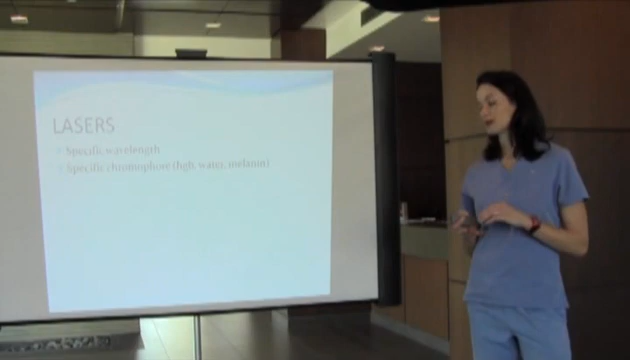 LASERS
Specific wavelength
Specific chromophore (hgb, water, melanin)